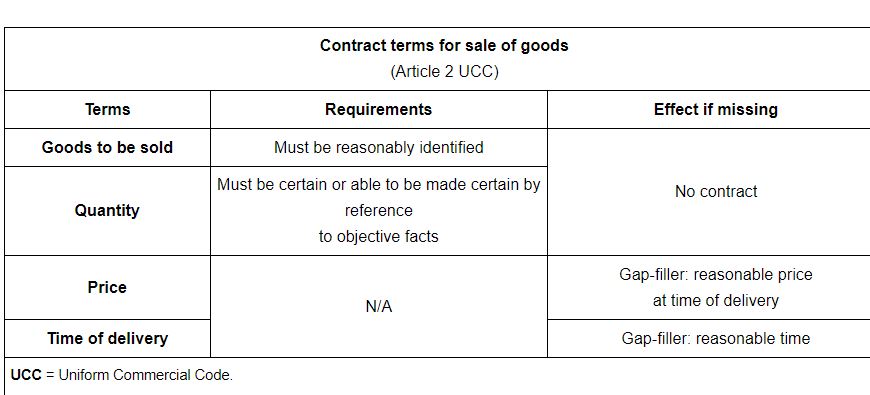 Contract terms for sale of goods
(Article 2 UCC)
Terms
Requirements
Effect if missing
Goods to be sold
Must be reasonably identified
No contract
Quantity
Must be certain or able to be made certain by
reference
to objective facts
Price
N/A
Gap-filler: reasonable price
at time of delivery
Time of delivery
Gap-filler: reasonable time
UCC = Uniform Commercial Code.